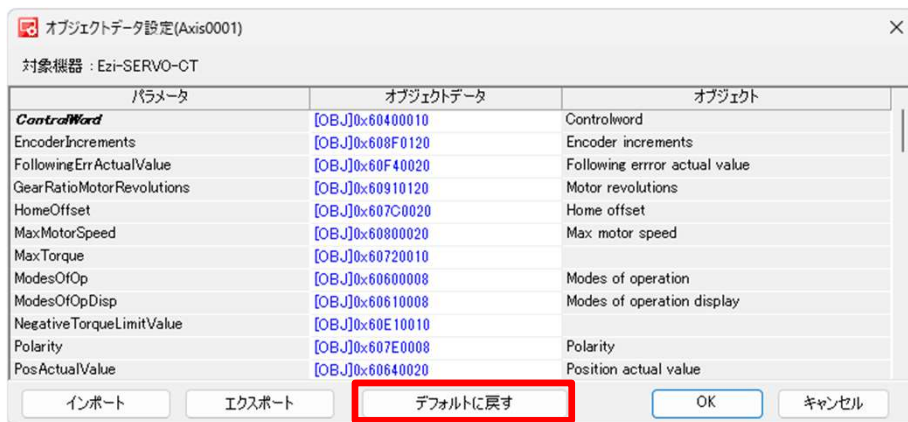 オブジェクトデータ設定(Axis0001)
対象機器 : Ezi-SERVO-CT
パラメータ オブジェクトデータ オブジェクト
ControlWord [OBJ]0x60400010 Controlword
EncoderIncrements [OBJ]0x608F0120 Encoder increments
FollowingErrActualValue [OBJ]0x60F40020 Following errror actual value
GearRatioMotorRevolutions [OBJ]0x60910120 Motor revolutions
HomeOffset [OBJ]0x607C0020 Home offset
MaxMotorSpeed [OBJ]0x60800020 Max motor speed
MaxTorque [OBJ]0x60720010
ModesOfOp [OBJ]0x60600008 Modes of operation
ModesOfOpDisp [OBJ]0x60610008 Modes of operation display
NegativeTorqueLimitValue [OBJ]0x60E10010
Polarity [OBJ]0x607E0008 Polarity
PosActualValue [OBJ]0x60640020 Position actual value
インポート エクスポート デフォルトに戻す OK キャンセル